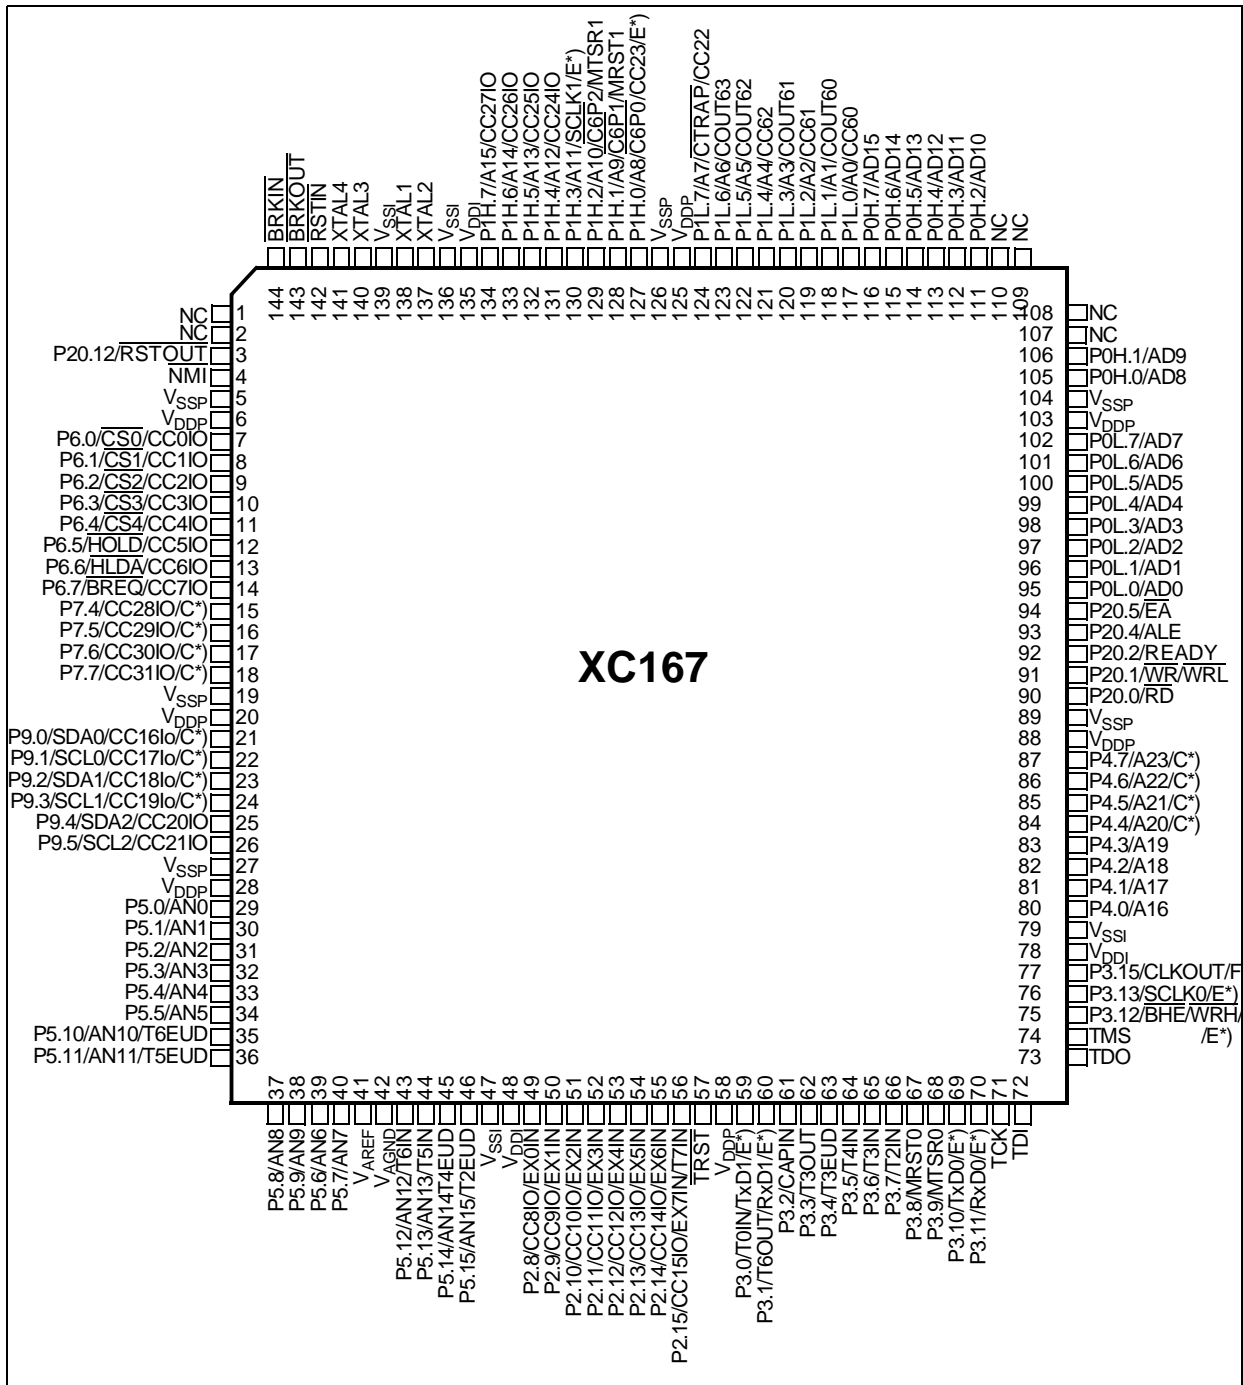 BRKIN
BRKOUT
RSTIN
XTAL4
XTAL3
VSSI
XTAL1
XTAL2
VSSI
VDDI
P1H.7/A15/CC27IO
P1H.6/A14/CC26IO
P1H.5/A13/CC25IO
P1H.4/A12/CC24IO
P1H.3/A11/SCLK1/E*)
P1H.2/A10/C6P2/MTSR1
P1H.1/A9/C6P1/MRST1
P1H.0/A8/C6P0/CC23/E*)
VSSP
VDDP
P1L.7/A7/CTRAP/CC22
P1L.6/A6/COUT63
P1L.5/A5/COUT62
P1L.4/A4/CC62
P1L.3/A3/COUT61
P1L.2/A2/CC61
P1L.1/A1/COUT60
P1L.0/A0/CC60
P0H.7/AD15
P0H.6/AD14
P0H.5/AD13
P0H.4/AD12
P0H.3/AD11
P0H.2/AD10
NC
NC
144
143
142
141
140
139
138
137
136
135
134
133
132
131
130
129
128
127
126
125
124
123
122
121
120
119
118
117
116
115
114
113
112
111
110
109
NC 1
NC 2
P20.12/RSTOUT 3
NMI 4
VSSP 5
VDDP 6
P6.0/CS0/CC0IO 7
P6.1/CS1/CC1IO 8
P6.2/CS2/CC2IO 9
P6.3/CS3/CC3IO 10
P6.4/CS4/CC4IO 11
P6.5/HOLD/CC5IO 12
P6.6/HLDA/CC6IO 13
P6.7/BREQ/CC7IO 14
P7.4/CC28IO/C*) 15
P7.5/CC29IO/C*) 16
P7.6/CC30IO/C*) 17
P7.7/CC31IO/C*) 18
VSSP 19
VDDP 20
P9.0/SDA0/CC16Io/C*) 21
P9.1/SCL0/CC17Io/C*) 22
P9.2/SDA1/CC18Io/C*) 23
P9.3/SCL1/CC19Io/C*) 24
P9.4/SDA2/CC20IO 25
P9.5/SCL2/CC21IO 26
VSSP 27
VDDP 28
P5.0/AN0 29
P5.1/AN1 30
P5.2/AN2 31
P5.3/AN3 32
P5.4/AN4 33
P5.5/AN5 34
P5.10/AN10/T6EUD 35
P5.11/AN11/T5EUD 36
XC167
108 NC
107 NC
106 P0H.1/AD9
105 P0H.0/AD8
104 VSSP
103 VDDP
102 P0L.7/AD7
101 P0L.6/AD6
100 P0L.5/AD5
99 P0L.4/AD4
98 P0L.3/AD3
97 P0L.2/AD2
96 P0L.1/AD1
95 P0L.0/AD0
94 P20.5/EA
93 P20.4/ALE
92 P20.2/READY
91 P20.1/WR/WRL
90 P20.0/RD
89 VSSP
88 VDDP
87 P4.7/A23/C*)
86 P4.6/A22/C*)
85 P4.5/A21/C*)
84 P4.4/A20/C*)
83 P4.3/A19
82 P4.2/A18
81 P4.1/A17
80 P4.0/A16
79 VSSI
78 VDDI
77 P3.15/CLKOUT/F
76 P3.13/SCLK0/E*)
75 P3.12/BHE/WRH/
74 TMS /E*)
73 TDO
37
38
39
40
41
42
43
44
45
46
47
48
49
50
51
52
53
54
55
56
57
58
59
60
61
62
63
64
65
66
67
68
69
70
71
72
P5.8/AN8
P5.9/AN9
P5.6/AN6
P5.7/AN7
VAREF
VAGND
P5.12/AN12/T6IN
P5.13/AN13/T5IN
P5.14/AN14T4EUD
P5.15/AN15/T2EUD
VSSI
VDDI
P2.8/CC8IO/EX0IN
P2.9/CC9IO/EX1IN
P2.10/CC10IO/EX2IN
P2.11/CC11IO/EX3IN
P2.12/CC12IO/EX4IN
P2.13/CC13IO/EX5IN
P2.14/CC14IO/EX6IN
P2.15/CC15IO/EX7IN/T7IN
TRST
VDDP
P3.0/T0IN/TxD1/E*)
P3.1/T6OUT/RxD1/E*)
P3.2/CAPIN
P3.3/T3OUT
P3.4/T3EUD
P3.5/T4IN
P3.6/T3IN
P3.7/T2IN
P3.8/MRST0
P3.9/MTSR0
P3.10/TxD0/E*)
P3.11/RxD0/E*)
TCK
TDI